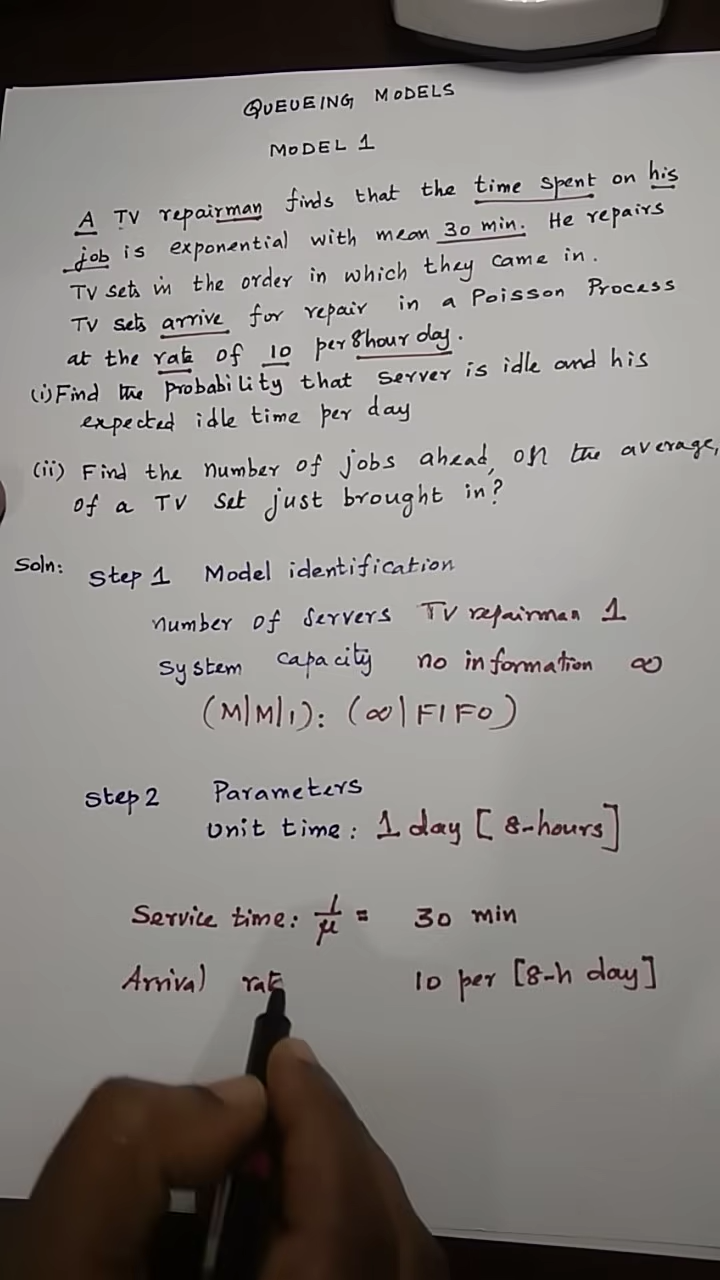 QUEUEING MODELS
MODEL 1
A TV repairman finds that the time spent on his
job is exponential with mean 30 min. He repairs
TV sets in the order in which they came in.
TV sets arrive for repair in a Poisson Process
at the rate of 10 per 8 hour day.
(i) Find the probability that server is idle and his
expected idle time per day
(ii) Find the number of jobs ahead, on the average,
of a TV set just brought in?
Soln: Step 1 Model identification
number of servers TV repairman 1
System capacity no information ∞
(M|M|1): (∞|FIFO)
Step 2 Parameters
Unit time: 1 day [8-hours]
Service time: 1/μ = 30 min
Arrival rat 10 per [8-h day]